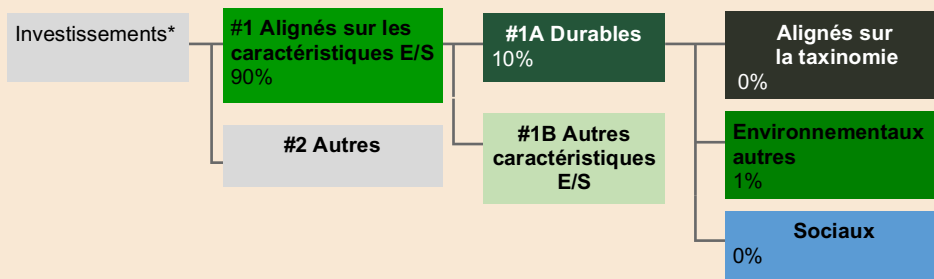 Investissements*
#1 Alignés sur les
caractéristiques E/S
90%
#2 Autres
#1A Durables
10%
#1B Autres
caractéristiques
E/S
Alignés sur
la taxinomie
0%
Environnementaux
autres
1%
Sociaux
0%